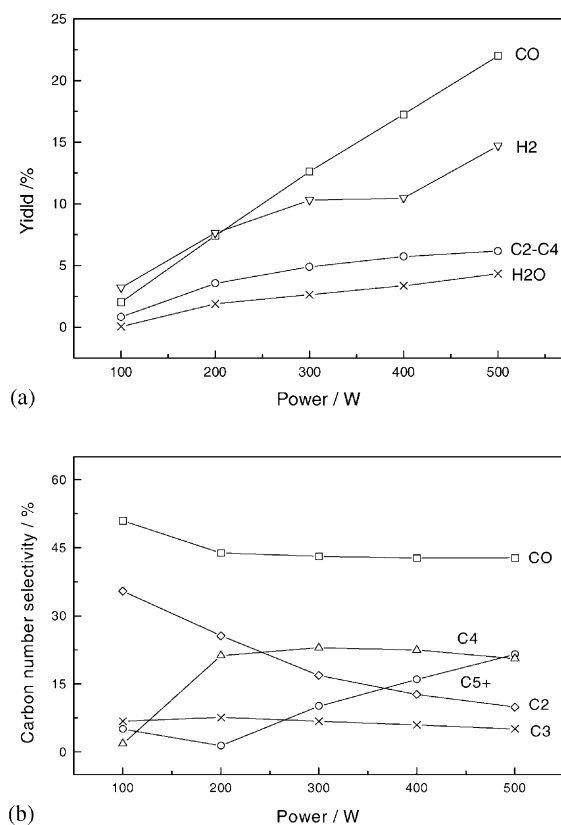 25
20
15
10
5
0
Yidld /%
CO
H2
C2-C4
H2O
100 200 300 400 500
Power / W
(a)
60
45
30
15
0
Carbon number selectivity / %
CO
C4
C5+
C2
C3
100 200 300 400 500
Power / W
(b)